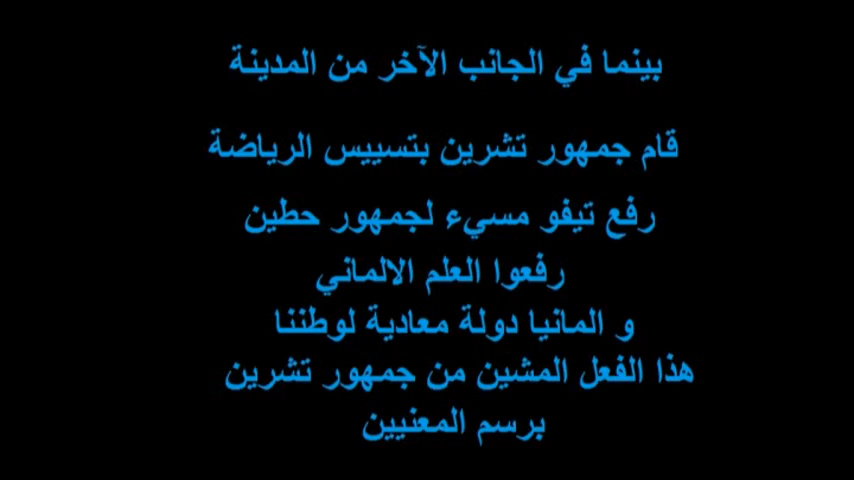 بينما في الجانب الآخر من المدينة
قام جمهور تشرين بتسييس الرياضة
رفع تيفو مسيء لجمهور حطين
رفعوا العلم الالماني
و المانيا دولة معادية لوطننا
هذا الفعل المشين من جمهور تشرين
برسم المعنيين